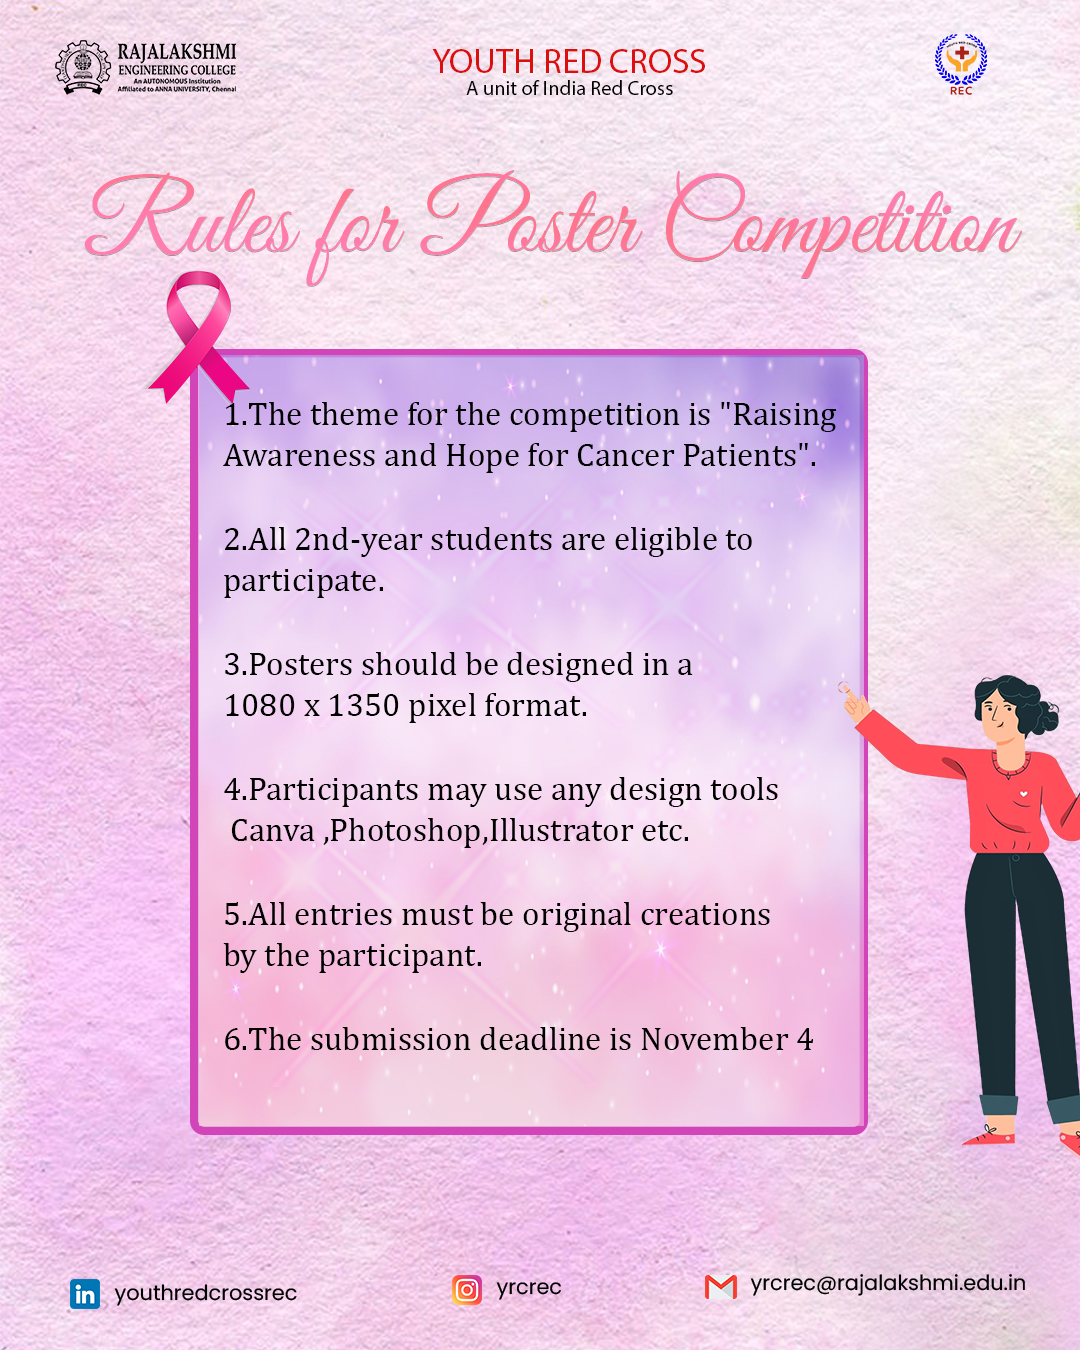 RAJALAKSHMI
ENGINEERING COLLEGE
An AUTONOMOUS Institution
Affiliated to ANNA UNIVERSITY, Chennai
YOUTH RED CROSS
A unit of India Red Cross
YOUTH RED CROSS
REC
Rules for Poster Competition
1.The theme for the competition is "Raising
Awareness and Hope for Cancer Patients".
2.All 2nd-year students are eligible to
participate.
3.Posters should be designed in a
1080 x 1350 pixel format.
4.Participants may use any design tools
Canva ,Photoshop,Illustrator etc.
5.All entries must be original creations
by the participant.
6.The submission deadline is November 4
in youthredcrossrec
yrcrec
yrcrec@rajalakshmi.edu.in